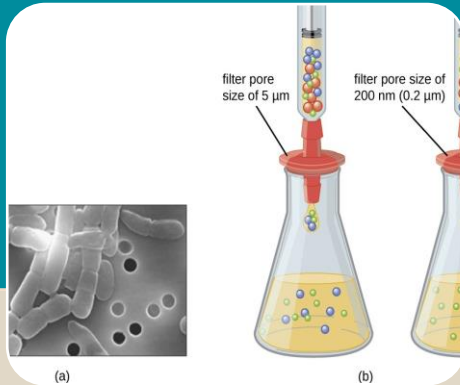 filter pore
size of 5 µm
filter pore size of
200 nm (0.2 µm)
(a)
(b)